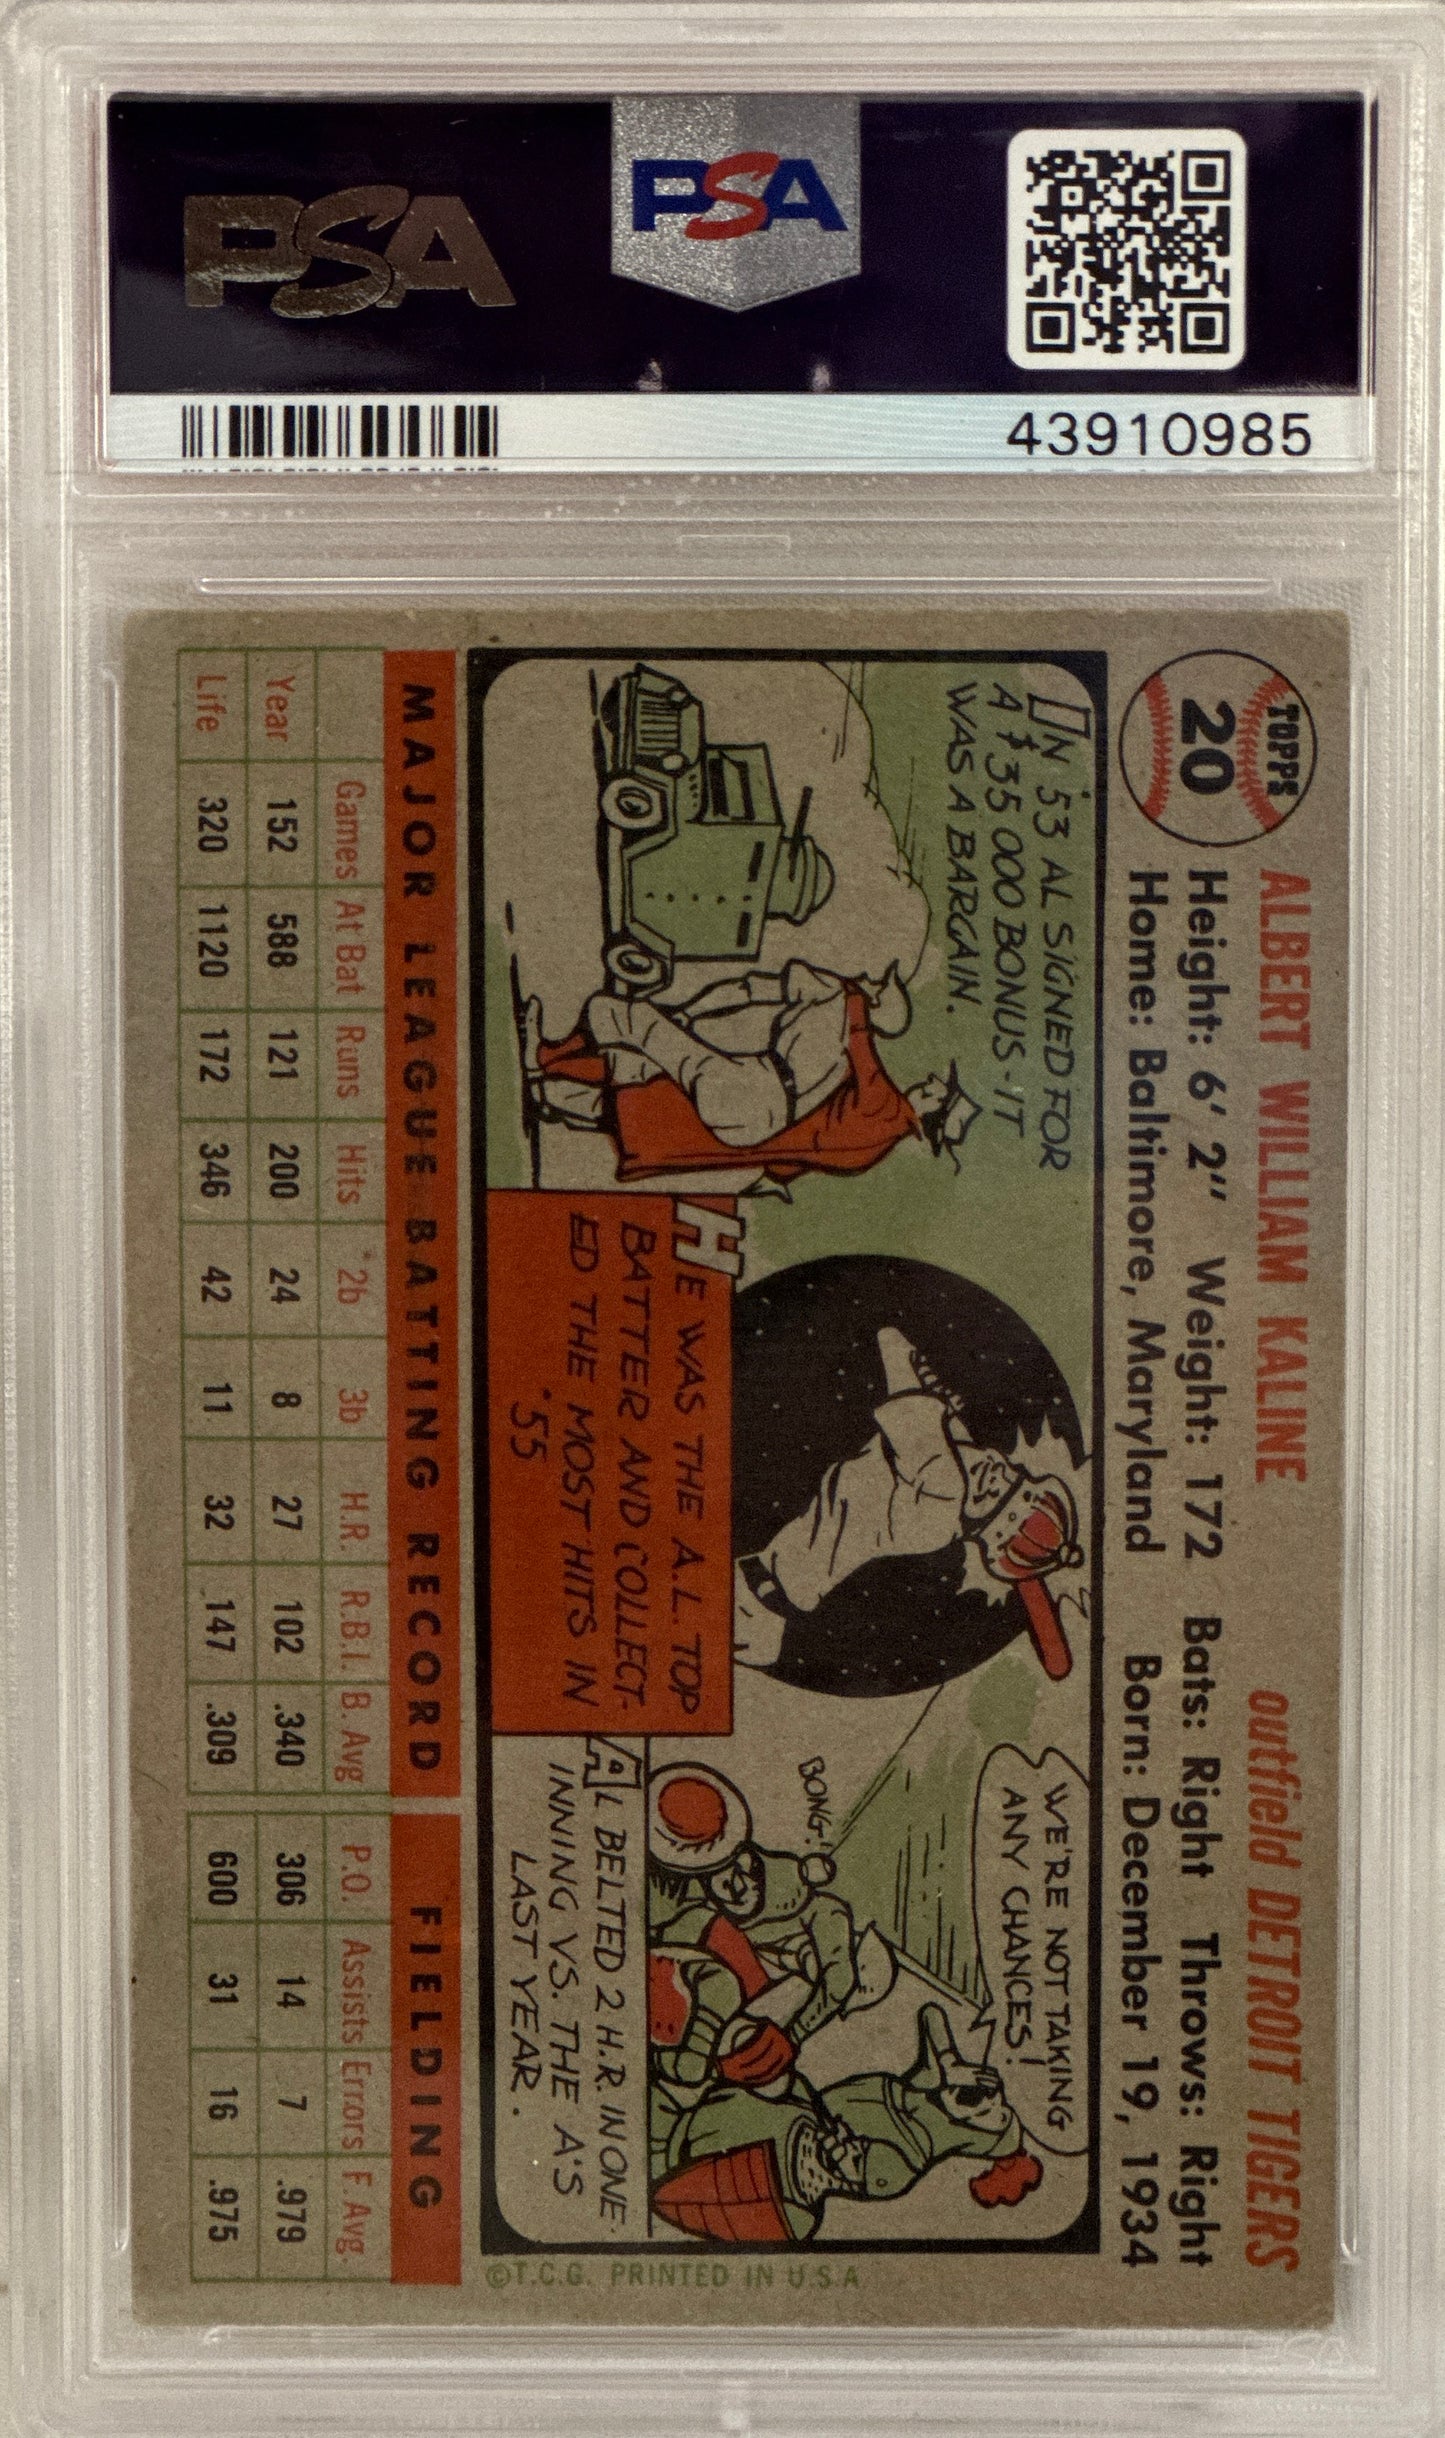 PSA
PSA
43910985
TOPPS
20
ALBERT WILLIAM KALINE outfield DETROIT TIGERS
Height: 6' 2" Weight: 172 Bats: Right Throws: Right
Home: Baltimore, Maryland Born: December 19, 1934
IN '53 AL SIGNED FOR
A $35000 BONUS-IT
WAS A BARGAIN.
HE WAS THE A.L. TOP
BATTER AND COLLECT-
ED THE MOST HITS IN
'55
WE'RE NOT TAKING
ANY CHANCES!
BONG!
AL BELTED 2 H.R. IN ONE
INNING VS. THE A'S
LAST YEAR.
©T.C.G. PRINTED IN U.S.A
MAJOR LEAGUE BATTING RECORD FIELDING
Games At Bat Runs Hits 2b 3b H.R. R.B.I. B. Avg P.O. Assists Errors F. Avg.
Year 152 588 121 200 24 8 27 102 .340 306 14 7 .979
Life 320 1120 172 346 42 11 32 147 .309 600 31 16 .975
PSA